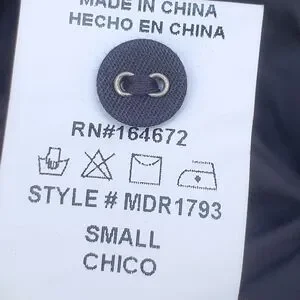 MADE IN CHINA
HECHO EN CHINA
RN#164672
STYLE # MDR1793
SMALL
CHICO